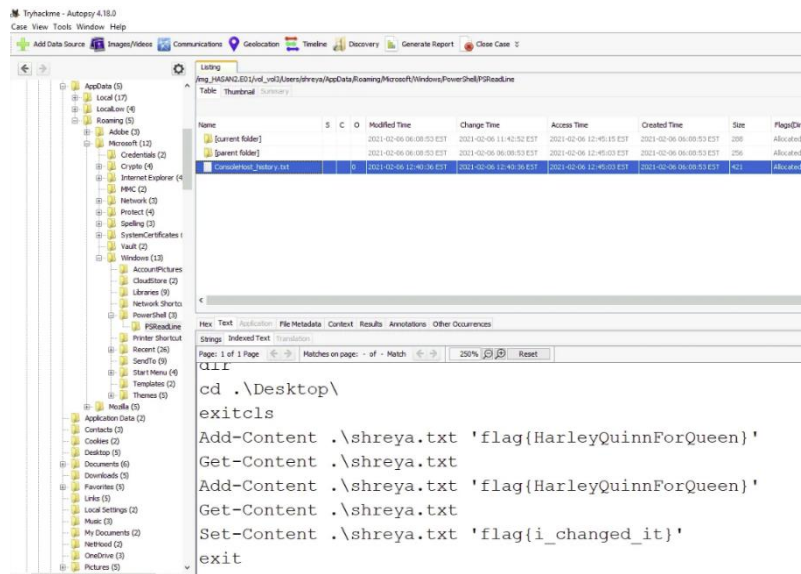 Tryhackme - Autopsy 4.18.0
Case View Tools Window Help
Add Data Source Images/Videos Communications Geolocation Timeline Discovery Generate Report Close Case
Listing
/img_HASAN2.E01/vol_vol3/Users/shreya/AppData/Roaming/Microsoft/Windows/PowerShell/PSReadLine
Table Thumbnail Summary
Name S C O Modified Time Change Time Access Time Created Time Size Flags(Dir
[current folder] 2021-02-06 06:08:53 EST 2021-02-06 11:42:52 EST 2021-02-06 12:45:15 EST 2021-02-06 06:08:53 EST 288 Allocated
[parent folder] 2021-02-06 06:08:53 EST 2021-02-06 06:08:53 EST 2021-02-06 12:45:03 EST 2021-02-06 06:08:53 EST 256 Allocated
ConsoleHost_history.txt 0 2021-02-06 12:40:36 EST 2021-02-06 12:40:36 EST 2021-02-06 12:45:03 EST 2021-02-06 06:08:53 EST 421 Allocated
AppData (5)
Local (17)
LocalLow (4)
Roaming (5)
Adobe (3)
Microsoft (12)
Credentials (2)
Crypto (4)
Internet Explorer (4
MMC (2)
Network (3)
Protect (4)
Spelling (3)
SystemCertificates
Vault (2)
Windows (13)
AccountPictures
CloudStore (2)
Libraries (9)
Network Shortc
PowerShell (3)
PSReadLine
Printer Shortcut
Recent (26)
SendTo (9)
Start Menu (4)
Templates (2)
Themes (5)
Mozilla (5)
Application Data (2)
Contacts (3)
Cookies (2)
Desktop (5)
Documents (6)
Downloads (5)
Favorites (5)
Links (5)
Local Settings (2)
Music (3)
My Documents (2)
NetHood (2)
OneDrive (3)
Pictures (5)
Hex Text Application File Metadata Context Results Annotations Other Occurrences
Strings Indexed Text Translation
Page: 1 of 1 Page Matches on page: - of - Match 250% Reset
dir
cd .\Desktop\
exitcls
Add-Content .\shreya.txt 'flag{HarleyQuinnForQueen}'
Get-Content .\shreya.txt
Add-Content .\shreya.txt 'flag{HarleyQuinnForQueen}'
Get-Content .\shreya.txt
Set-Content .\shreya.txt 'flag{i_changed_it}'
exit